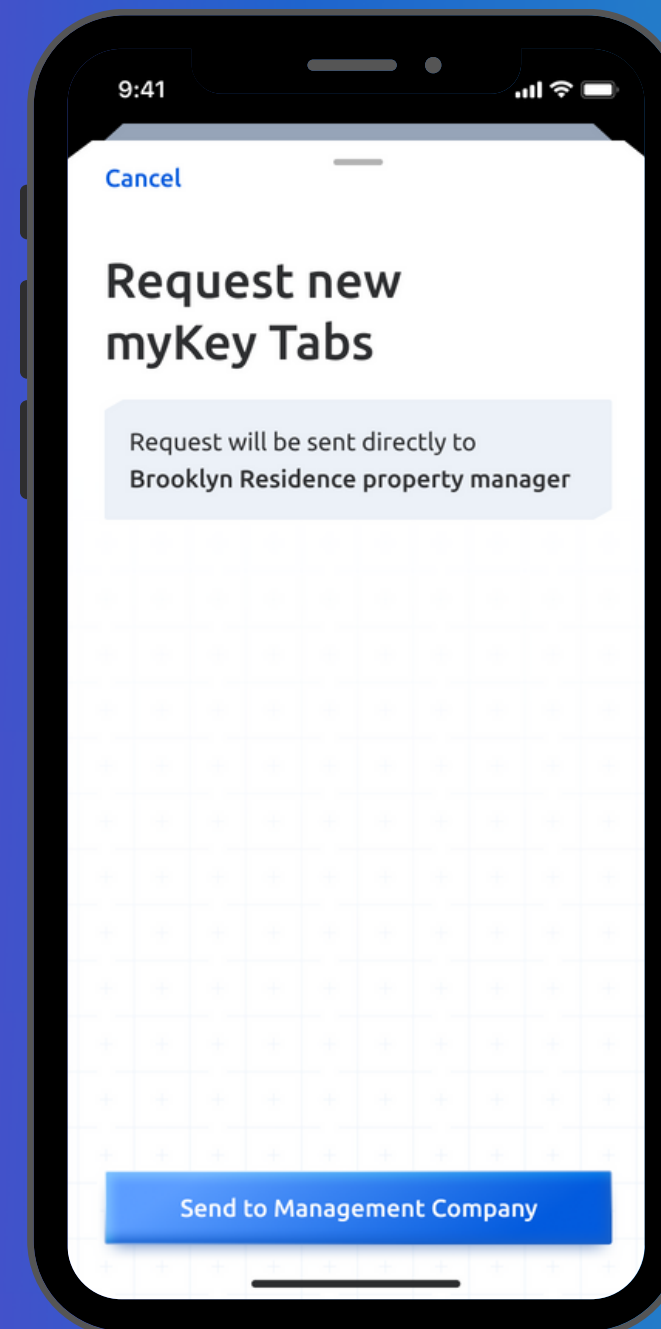 9:41
Cancel
Request new
myKey Tabs
Request will be sent directly to
Brooklyn Residence property manager
Send to Management Company